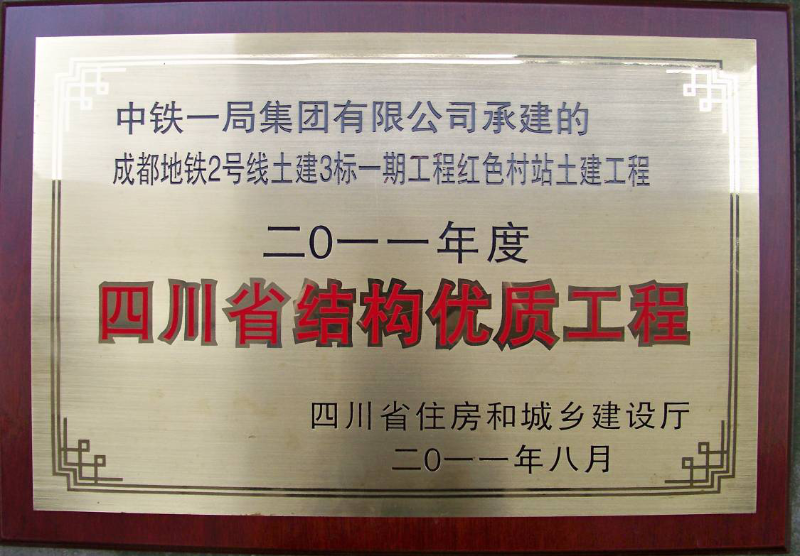 中铁一局集团有限公司承建的
成都地铁2号线土建3标一期工程红色村站土建工程
二0一一年度
四川省结构优质工程
四川省住房和城乡建设厅
二0一一年八月